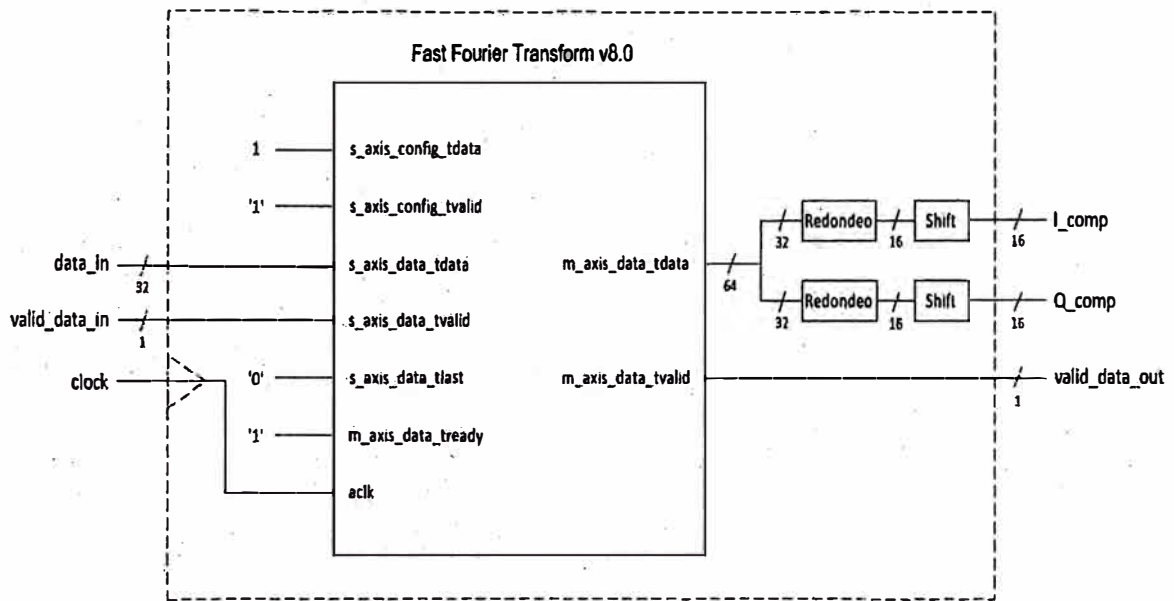 Fast Fourier Transform v8.0
1
s_axis_config_tdata
'1'
s_axis_config_tvalid
data_in
32
s_axis_data_tdata
valid_data_in
1
s_axis_data_tvalid
clock
'0'
s_axis_data_tlast
'1'
m_axis_data_tready
aclk
m_axis_data_tdata
64
32
Redondeo
16
Shift
16
I_comp
32
Redondeo
16
Shift
16
Q_comp
m_axis_data_tvalid
1
valid_data_out